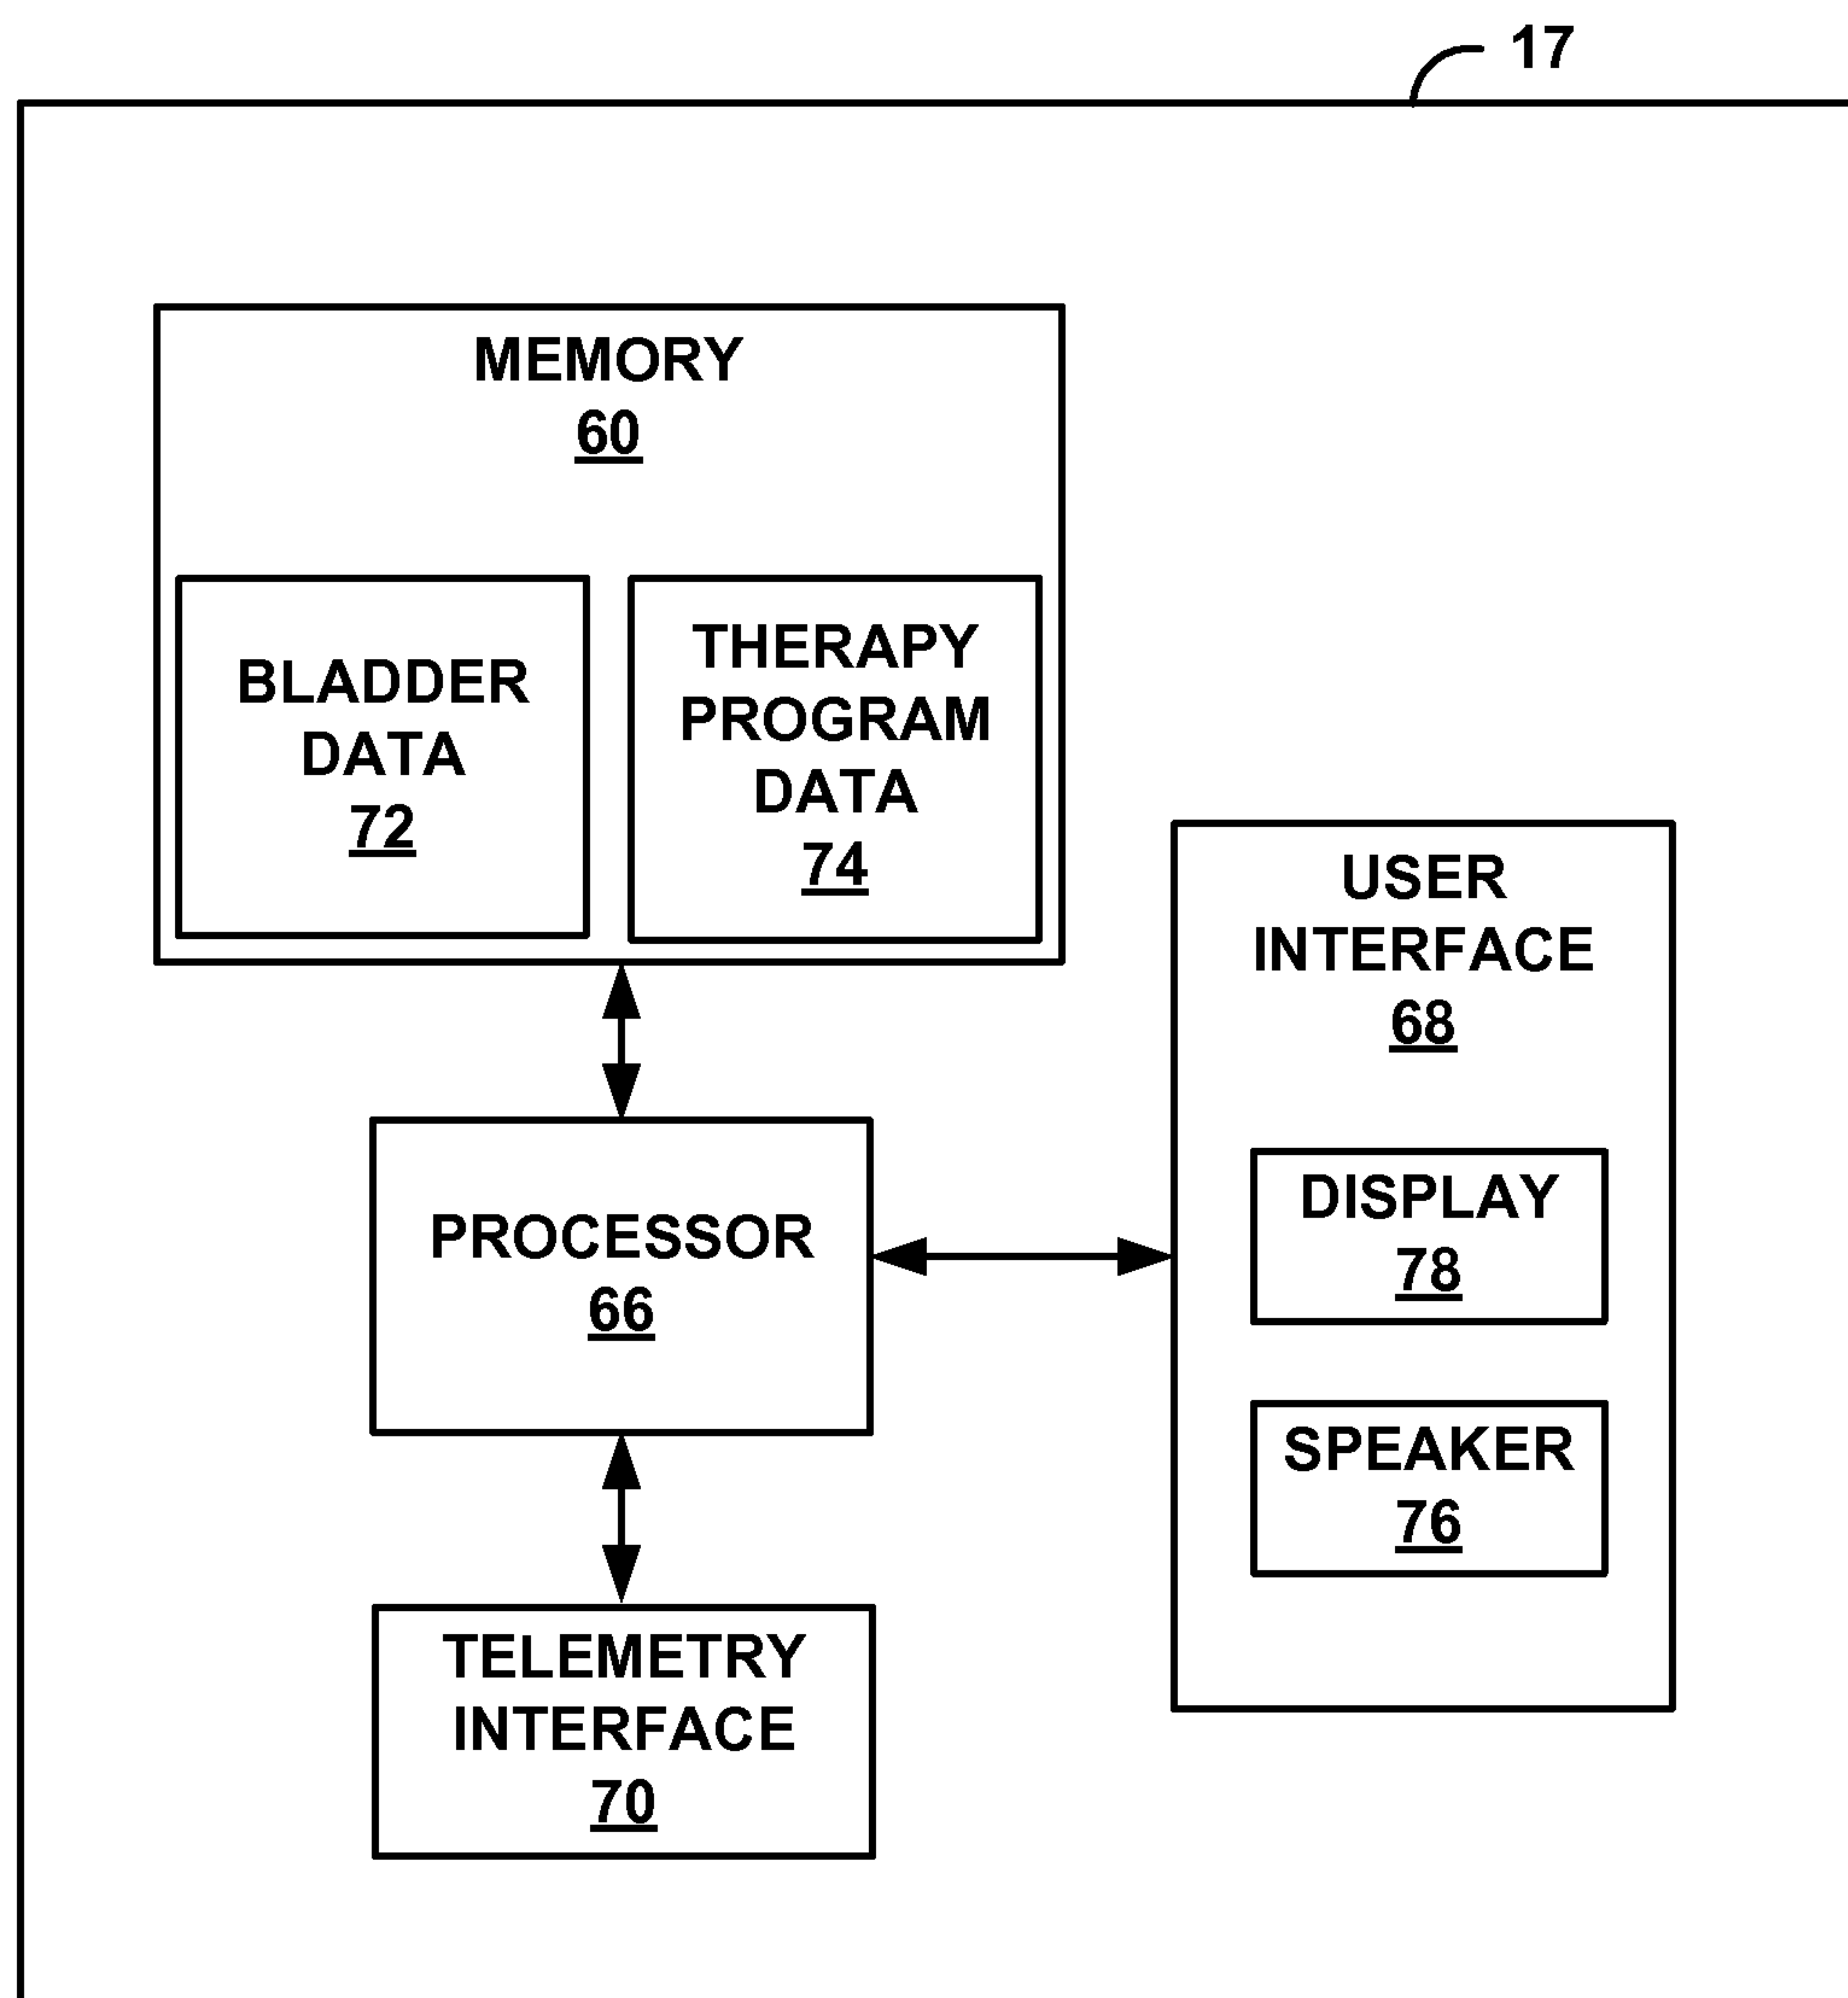 17
MEMORY
60
BLADDER
DATA
72
THERAPY
PROGRAM
DATA
74
USER
INTERFACE
68
DISPLAY
78
SPEAKER
76
PROCESSOR
66
TELEMETRY
INTERFACE
70